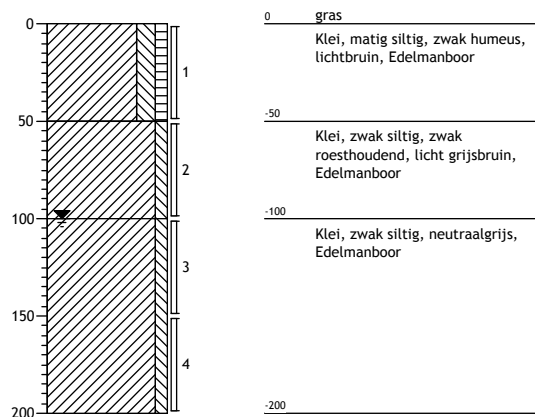 0
50
100
150
200
1
2
3
4
0 gras
Klei, matig siltig, zwak humeus,
lichtbruin, Edelmanboor
-50
Klei, zwak siltig, zwak
roesthoudend, licht grijsbruin,
Edelmanboor
-100
Klei, zwak siltig, neutraalgrijs,
Edelmanboor
-200